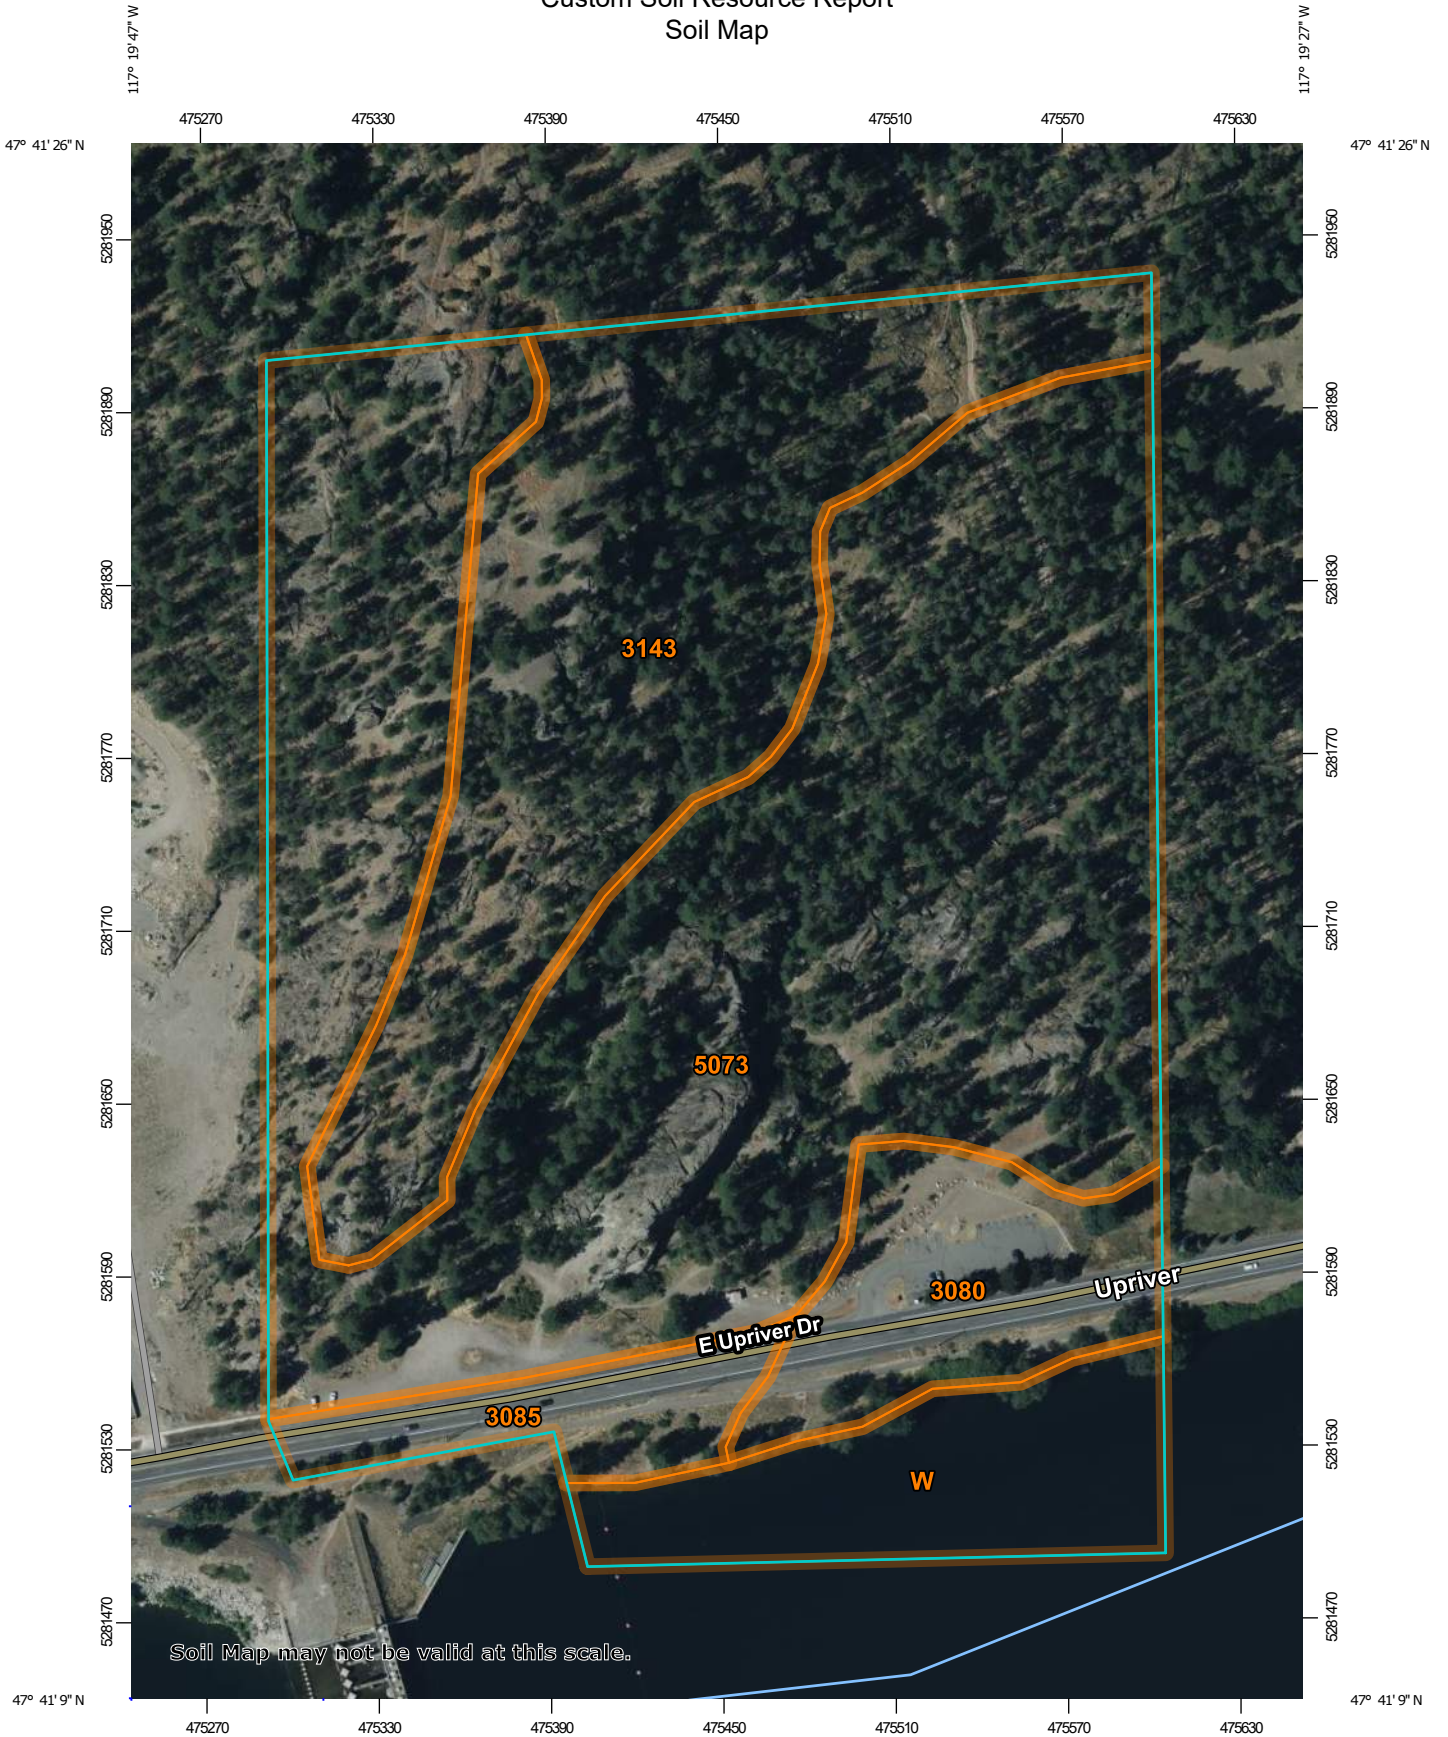 Custom Soil Resource Report
Soil Map
117° 19' 47'' W
117° 19' 27'' W
475270 475330 475390 475450 475510 475570 475630
47° 41' 26'' N
47° 41' 26'' N
5281950
5281950
5281890
5281890
5281830
5281830
3143
5281770
5281770
5281710
5281710
5073
5281650
5281650
5281590
5281590
Upriver
3080
E Upriver Dr
3085
5281530
5281530
W
5281470
5281470
Soil Map may not be valid at this scale.
47° 41' 9'' N
47° 41' 9'' N
475270 475330 475390 475450 475510 475570 475630